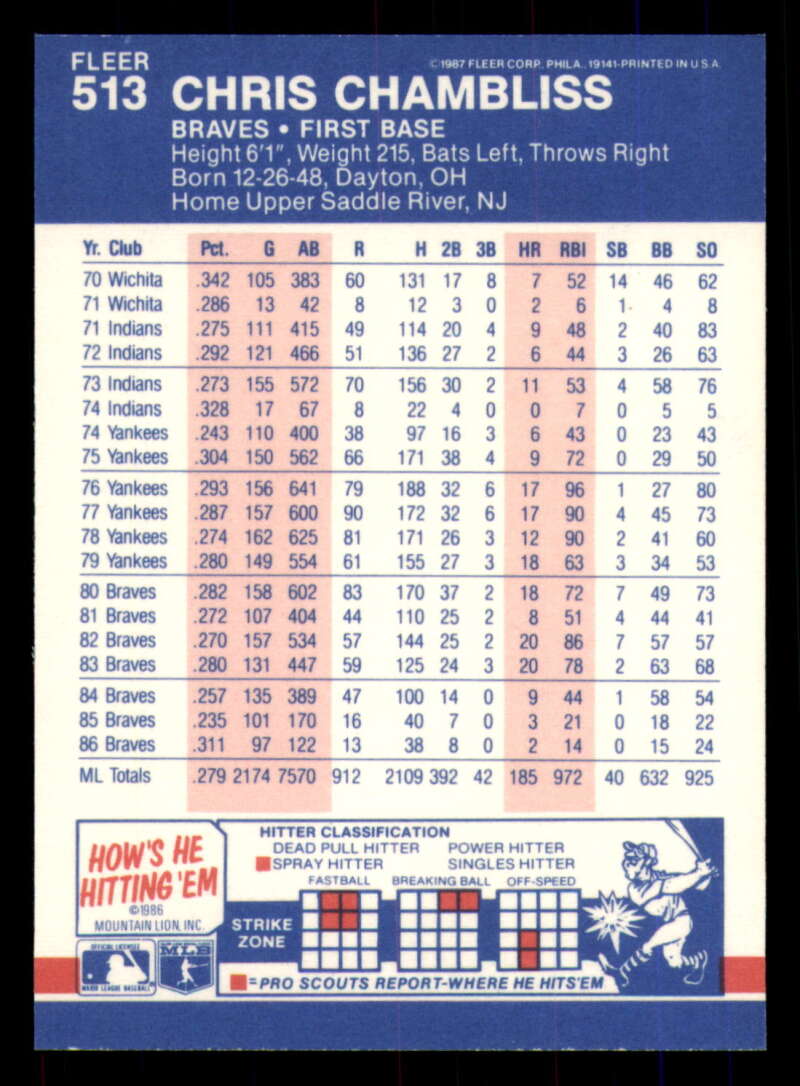 FLEER
©1987 FLEER CORP. PHILA., 19141-PRINTED IN U.S.A.
513 CHRIS CHAMBLISS
BRAVES • FIRST BASE
Height 6'1", Weight 215, Bats Left, Throws Right
Born 12-26-48, Dayton, OH
Home Upper Saddle River, NJ
Yr. Club Pct. G AB R H 2B 3B HR RBI SB BB SO
70 Wichita .342 105 383 60 131 17 8 7 52 14 46 62
71 Wichita .286 13 42 8 12 3 0 2 6 1 4 8
71 Indians .275 111 415 49 114 20 4 9 48 2 40 83
72 Indians .292 121 466 51 136 27 2 6 44 3 26 63
73 Indians .273 155 572 70 156 30 2 11 53 4 58 76
74 Indians .328 17 67 8 22 4 0 0 7 0 5 5
74 Yankees .243 110 400 38 97 16 3 6 43 0 23 43
75 Yankees .304 150 562 66 171 38 4 9 72 0 29 50
76 Yankees .293 156 641 79 188 32 6 17 96 1 27 80
77 Yankees .287 157 600 90 172 32 6 17 90 4 45 73
78 Yankees .274 162 625 81 171 26 3 12 90 2 41 60
79 Yankees .280 149 554 61 155 27 3 18 63 3 34 53
80 Braves .282 158 602 83 170 37 2 18 72 7 49 73
81 Braves .272 107 404 44 110 25 2 8 51 4 44 41
82 Braves .270 157 534 57 144 25 2 20 86 7 57 57
83 Braves .280 131 447 59 125 24 3 20 78 2 63 68
84 Braves .257 135 389 47 100 14 0 9 44 1 58 54
85 Braves .235 101 170 16 40 7 0 3 21 0 18 22
86 Braves .311 97 122 13 38 8 0 2 14 0 15 24
ML Totals .279 2174 7570 912 2109 392 42 185 972 40 632 925
HOW'S HE
HITTING 'EM
©1986
MOUNTAIN LION, INC.
OFFICIAL LICENSEE
MAJOR LEAGUE BASEBALL
MLB
HITTER CLASSIFICATION
DEAD PULL HITTER POWER HITTER
SPRAY HITTER SINGLES HITTER
FASTBALL BREAKING BALL OFF-SPEED
STRIKE
ZONE
=PRO SCOUTS REPORT-WHERE HE HITS'EM